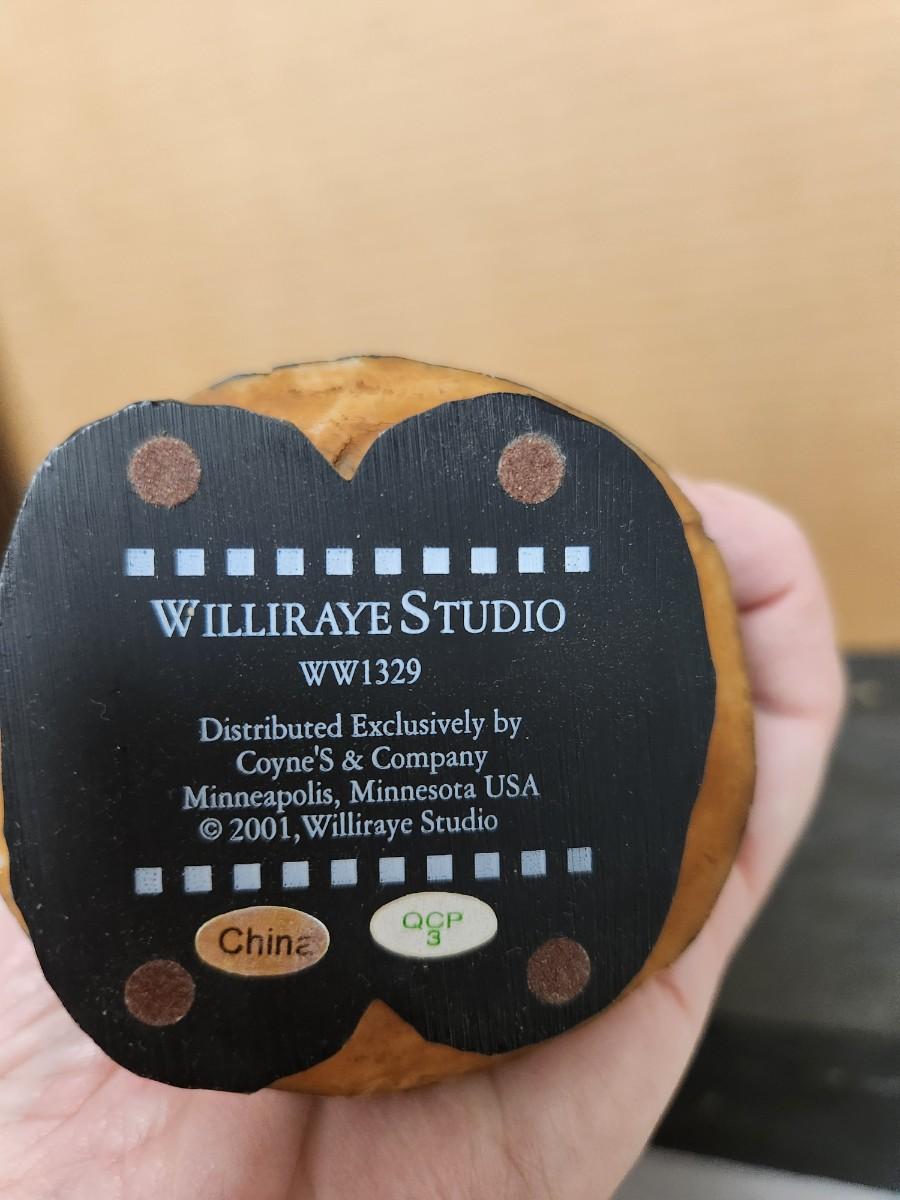 WILLIRAYE STUDIO
WW1329
Distributed Exclusively by
Coyne'S & Company
Minneapolis, Minnesota USA
© 2001, Williraye Studio
China
QCP
3